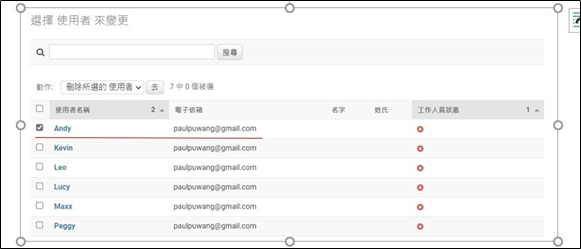 選擇 使用者 來變更
搜尋
動作: 刪除所選的 使用者 去 7 中 0 個被選
使用者名稱 2 電子信箱 名字 姓氏 工作人員狀態 1
Andy paulpuwang@gmail.com
Kevin paulpuwang@gmail.com
Leo paulpuwang@gmail.com
Lucy paulpuwang@gmail.com
Maxx paulpuwang@gmail.com
Peggy paulpuwang@gmail.com